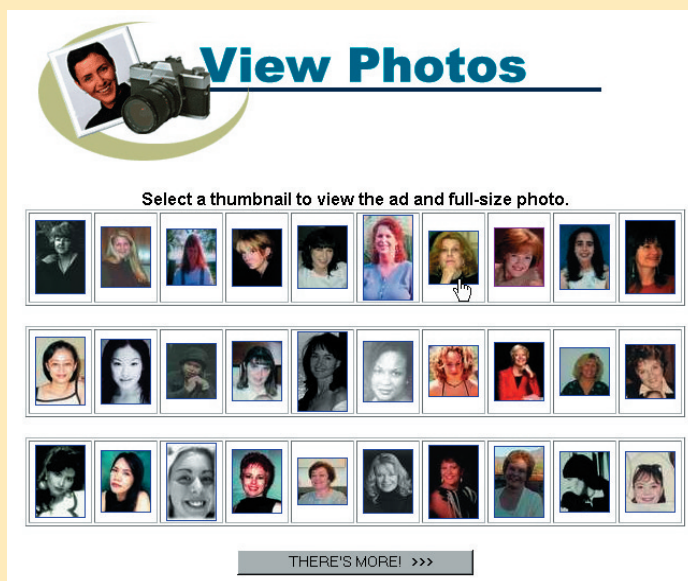 View Photos
Select a thumbnail to view the ad and full-size photo.
THERE'S MORE! >>>